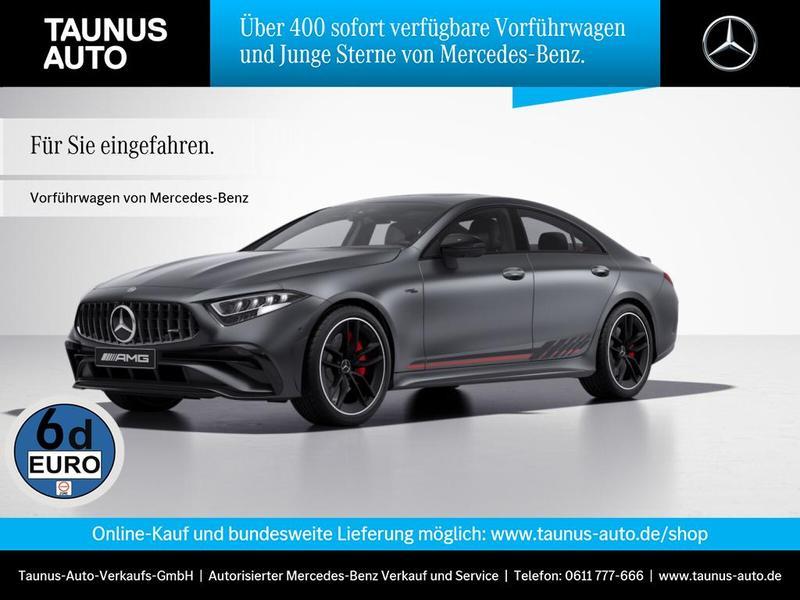 TAUNUS
AUTO
Über 400 sofort verfügbare Vorführwagen
und Junge Sterne von Mercedes-Benz.
Für Sie eingefahren.
Vorführwagen von Mercedes-Benz
AMG
6d
EURO
Online-Kauf und bundesweite Lieferung möglich: www.taunus-auto.de/shop
Taunus-Auto-Verkaufs-GmbH | Autorisierter Mercedes-Benz Verkauf und Service | Telefon: 0611 777-666 | www.taunus-auto.de